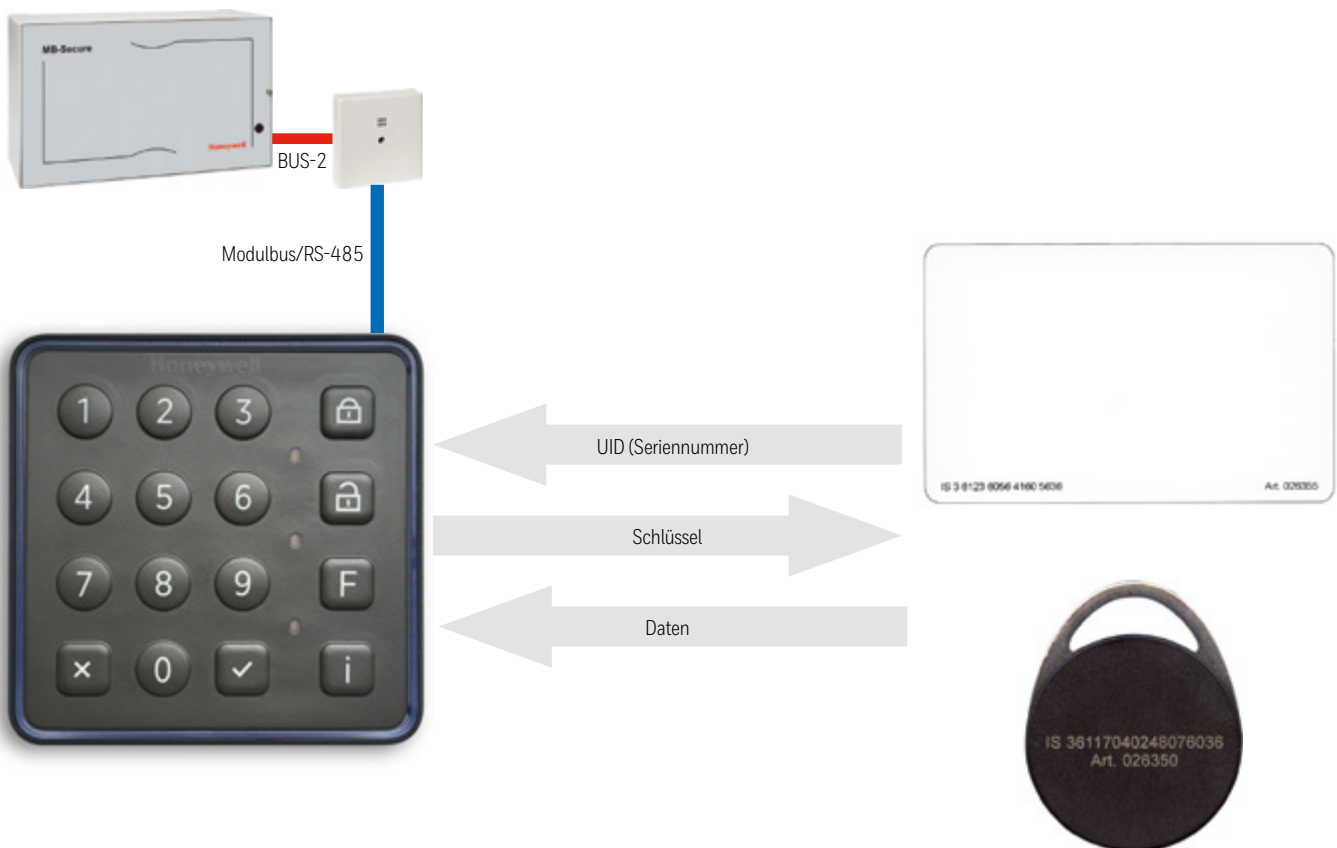 MB-Secure
Honeywell
BUS-2
Modulbus/RS-485
Honeywell
1 2 3
4 5 6
7 8 9 F
0 i
UID (Seriennummer)
Schlüssel
Daten
IS 3 6123 6056 4160 5636
Art. 026355
IS 36117040248076036
Art. 026350